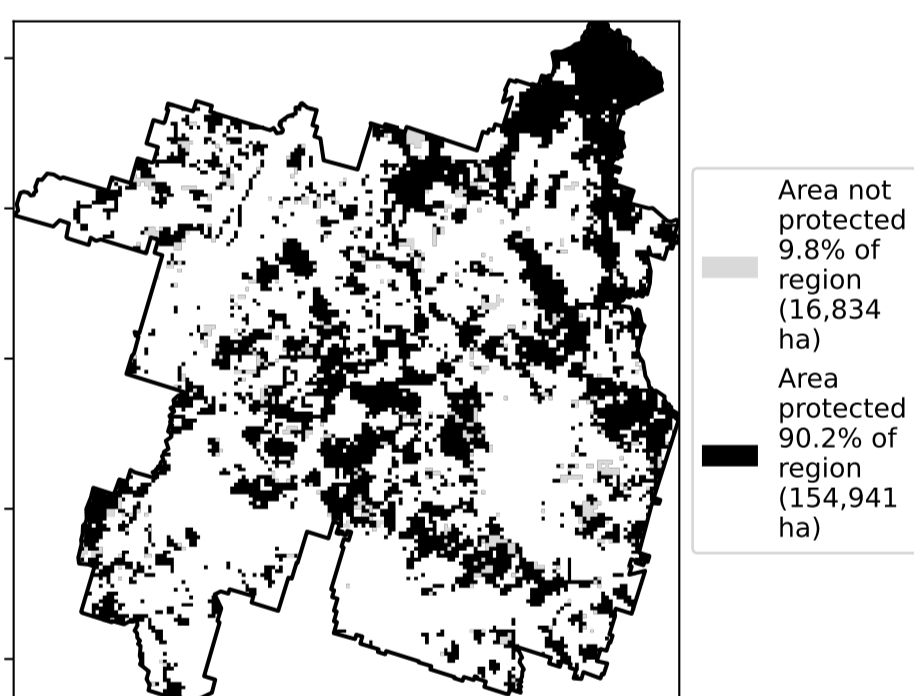 Area not
protected
9.8% of
region
(16,834
ha)
Area
protected
90.2% of
region
(154,941
ha)